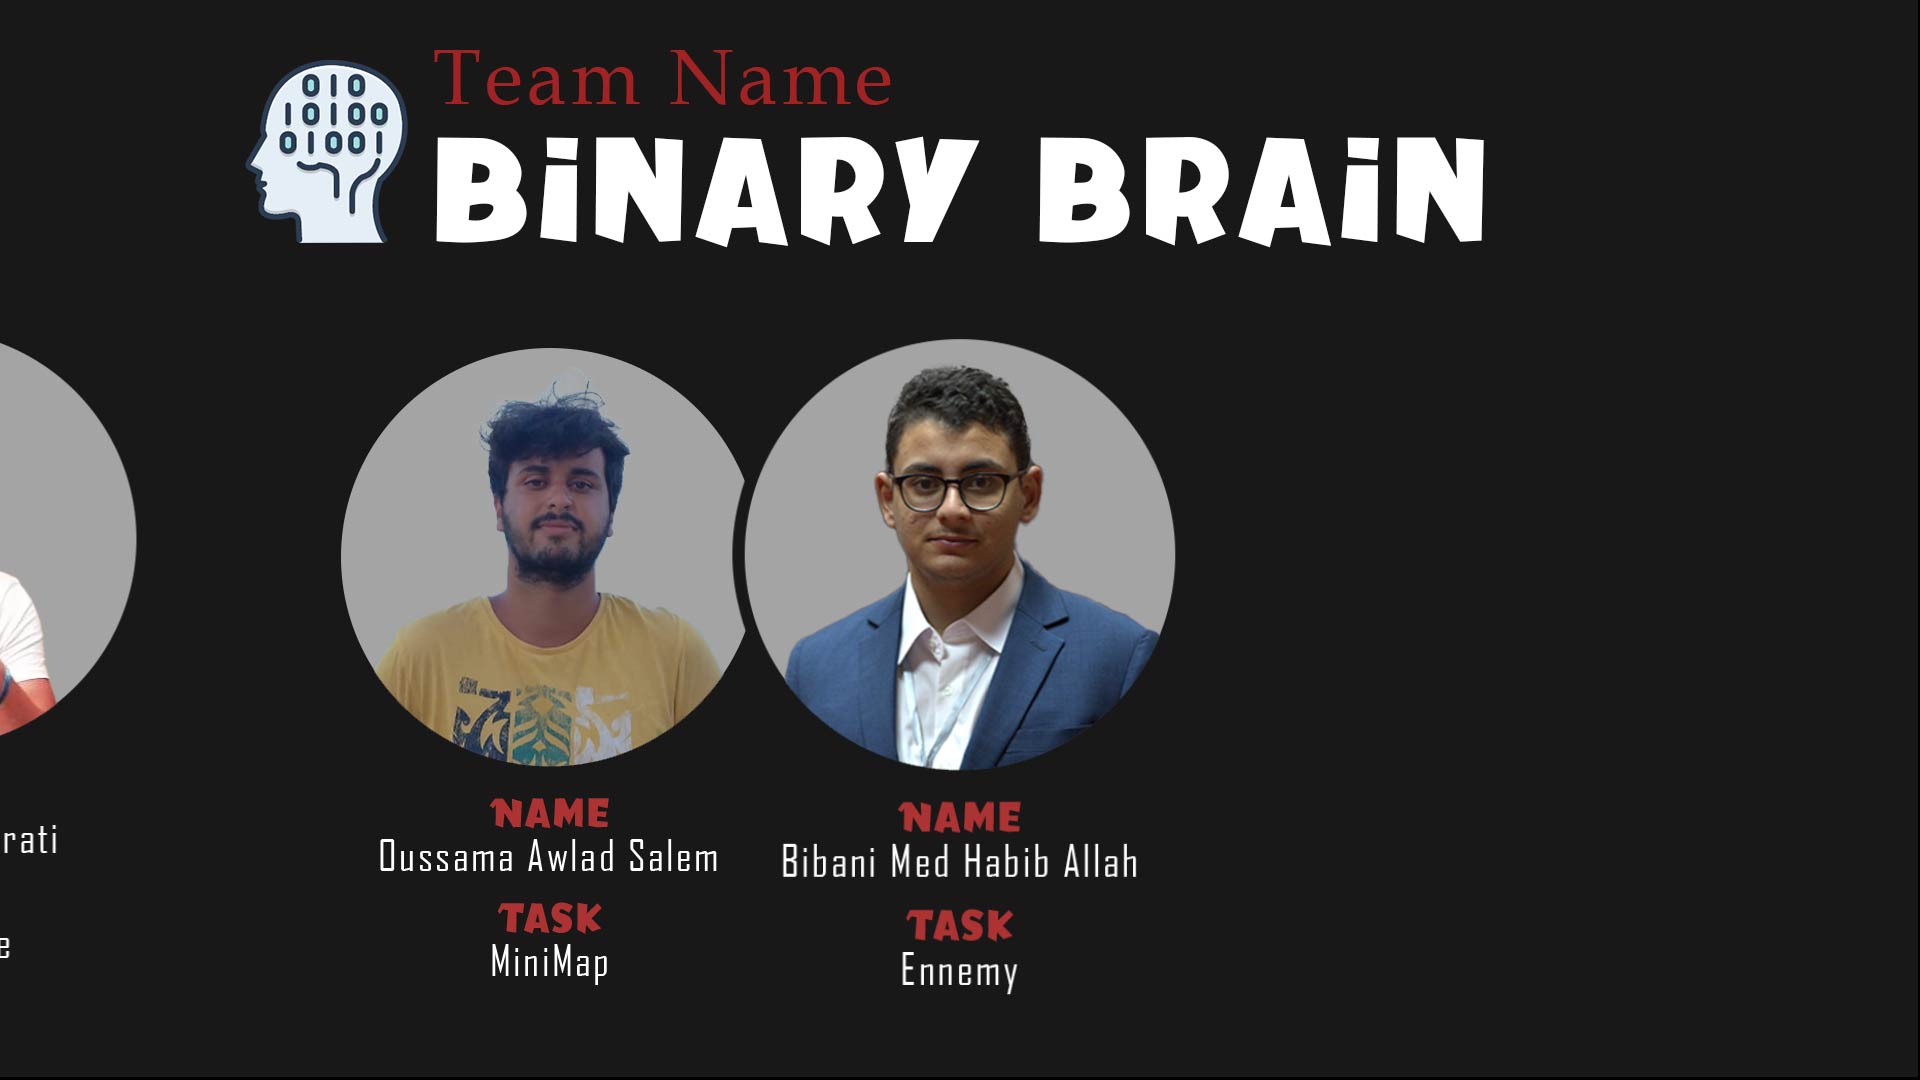 Team Name
BiNARY BRAiN
010
10100
01001
rati
e
NAME
Oussama Awlad Salem
TASK
MiniMap
NAME
Bibani Med Habib Allah
TASK
Ennemy